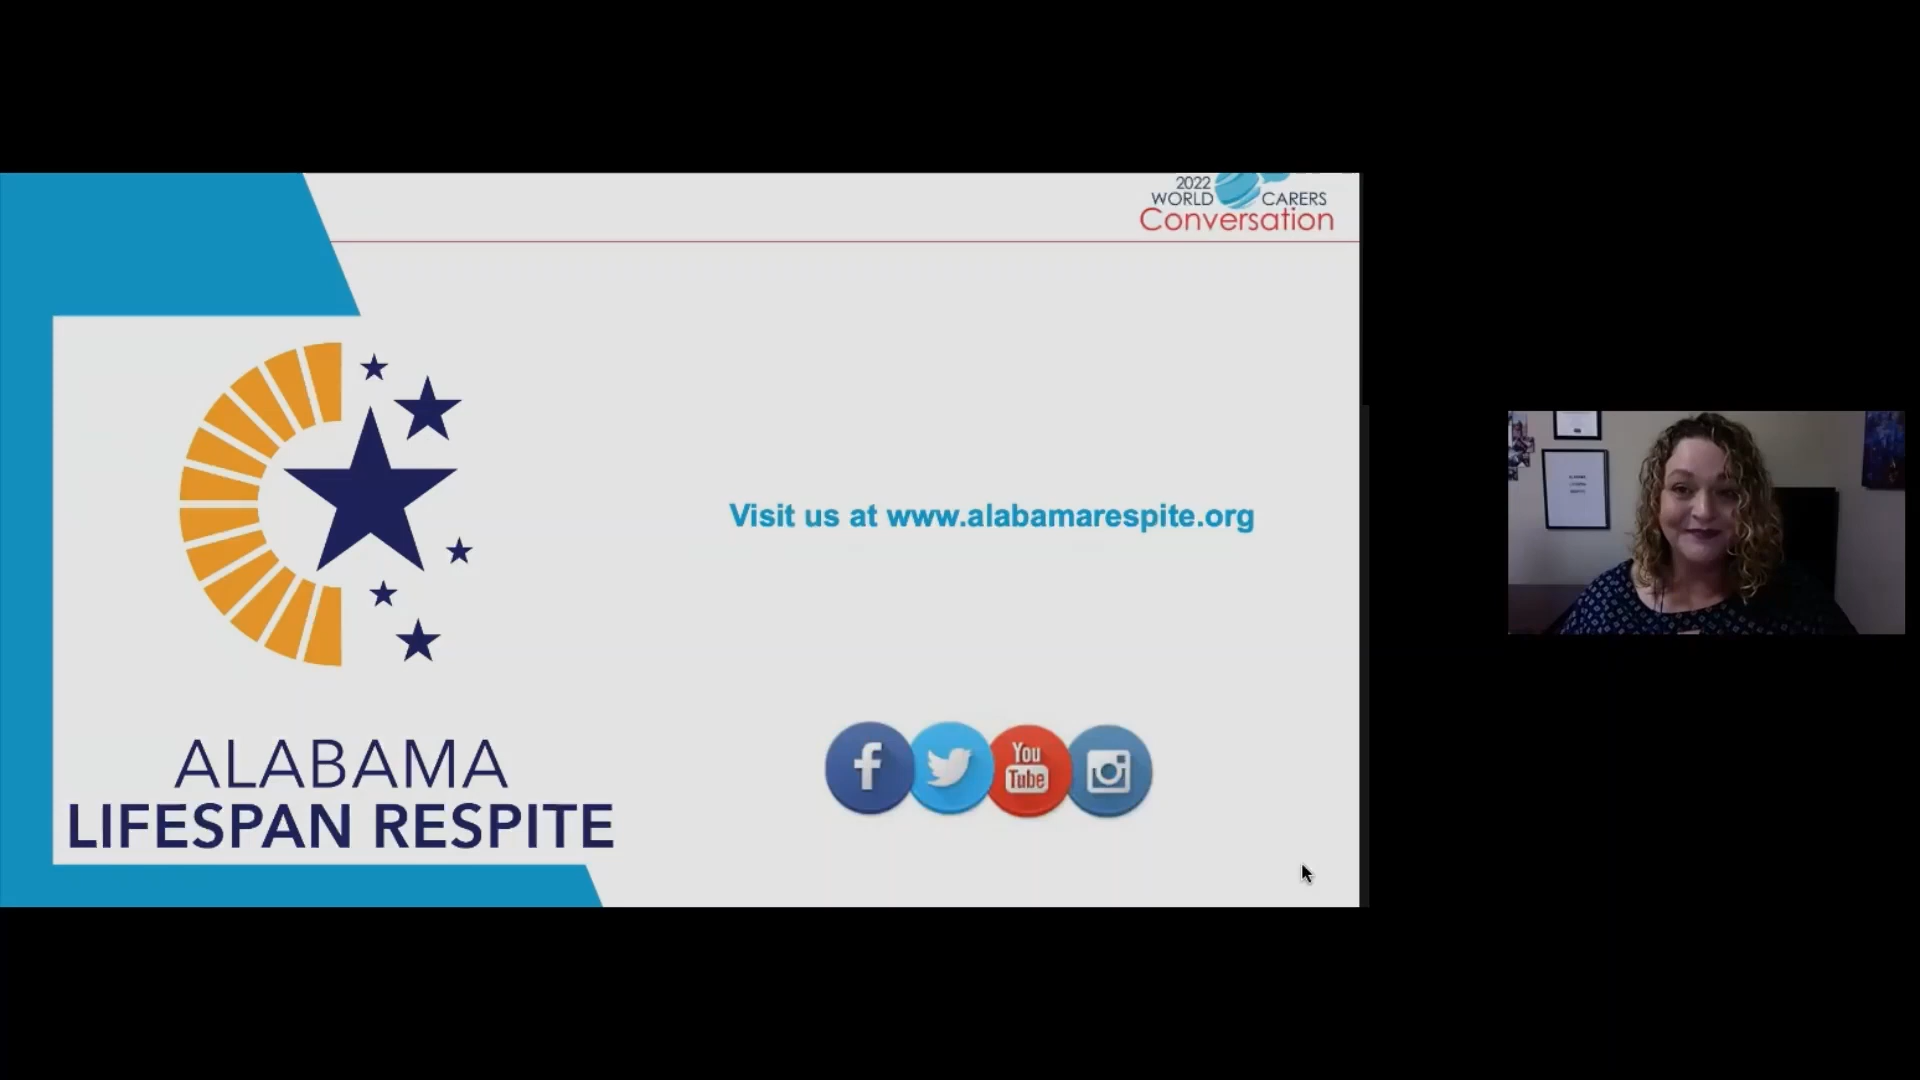 2022
WORLD CARERS
Conversation
Visit us at www.alabamarespite.org
f
You
Tube
ALABAMA
LIFESPAN RESPITE